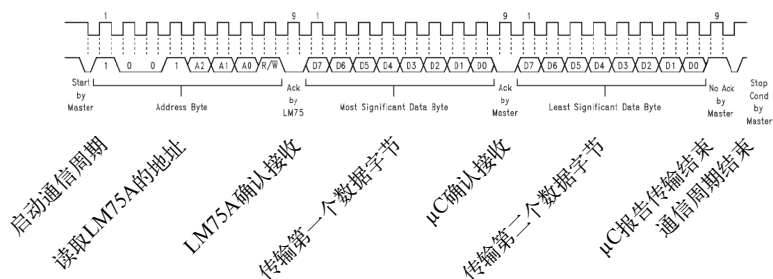 1 9 1 9 1 9
1 0 0 1 A2 A1 A0 R/W̅ D7 D6 D5 D4 D3 D2 D1 D0 D7 D6 D5 D4 D3 D2 D1 D0
Start by Master
Address Byte
Ack by LM75
Most Significant Data Byte
Ack by Master
Least Significant Data Byte
No Ack by Master
Stop Cond by Master
启动通信周期
读取LM75A的地址
LM75A确认接收
传输第一个数据字节
μC确认接收
传输第二个数据字节
μC报告传输结束
通信周期结束